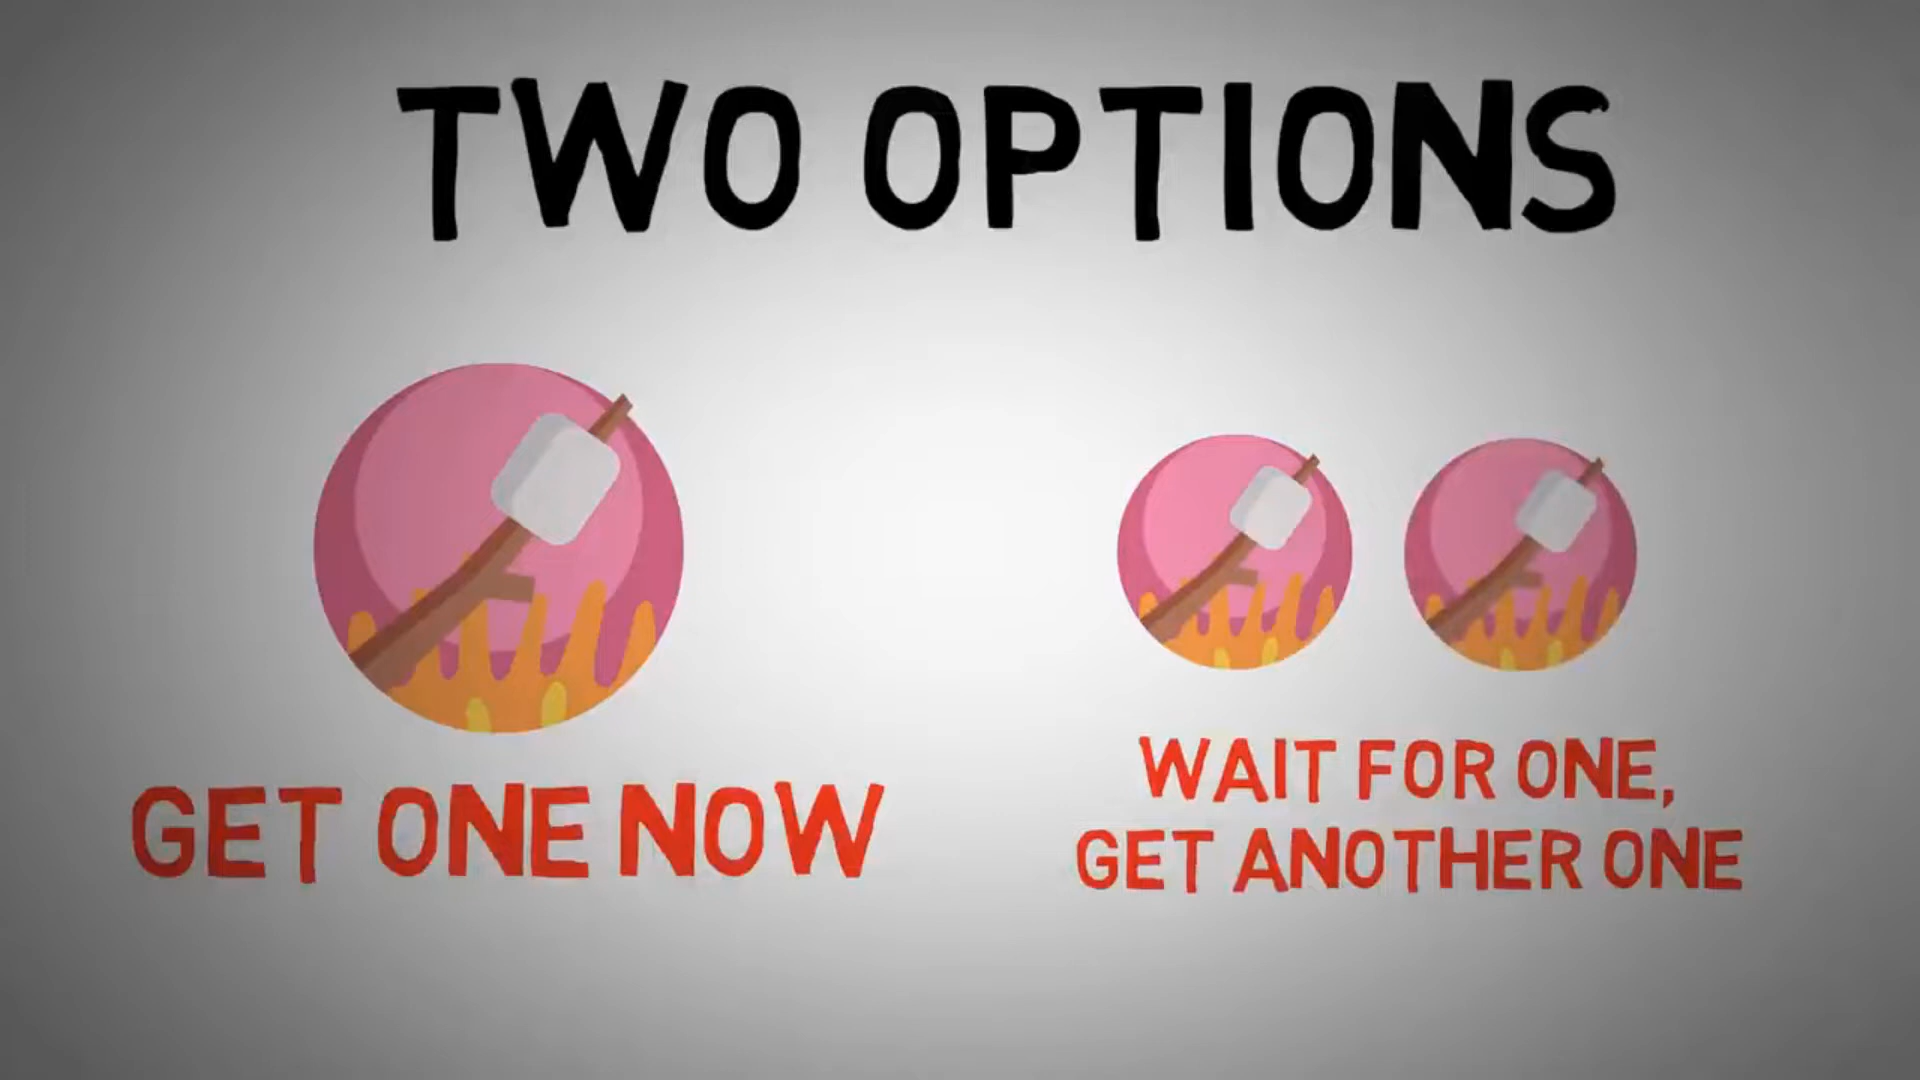 TWO OPTIONS
GET ONE NOW
WAIT FOR ONE,
GET ANOTHER ONE